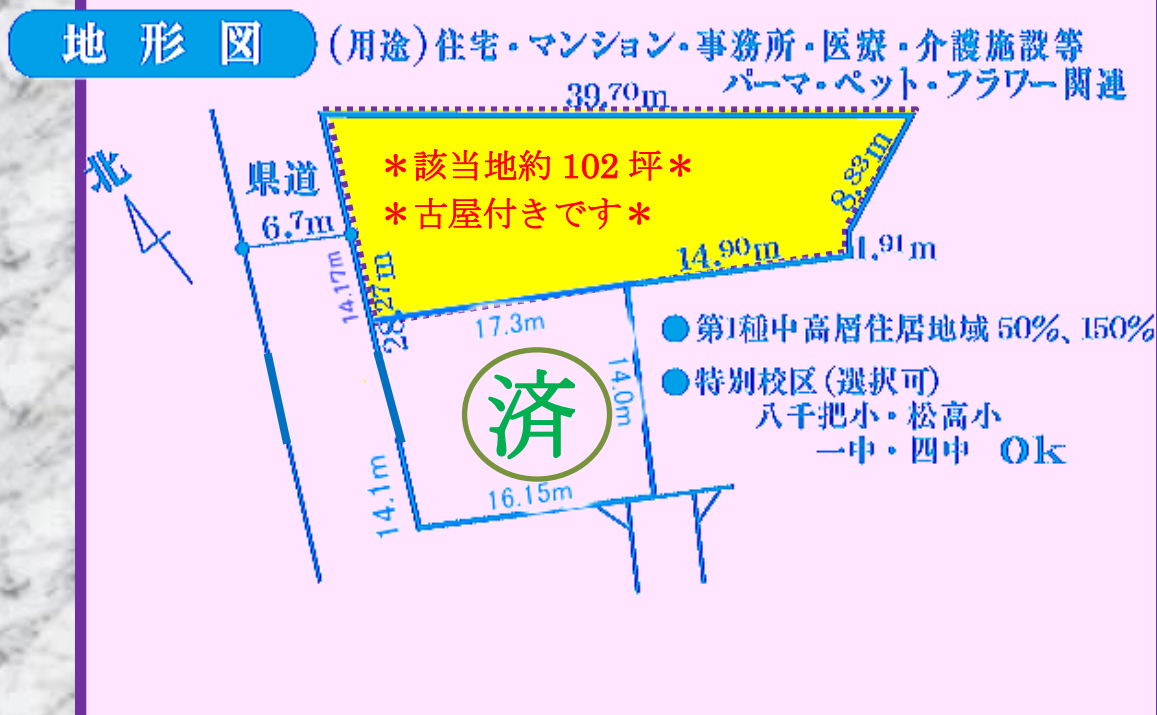 地形図
(用途)住宅・マンション・事務所・医療・介護施設等
パーマ・ペット・フラワー関連
39.70m
北
県道
6.7m
*該当地約 102 坪*
*古屋付きです*
8.83m
14.90m
1.91m
14.17m
28.27m
17.3m
14.0m
済
16.15m
14.1m
●第1種中高層住居地域 50%、150%
●特別校区(選択可)
八千把小・松高小
一中・四中 Ok